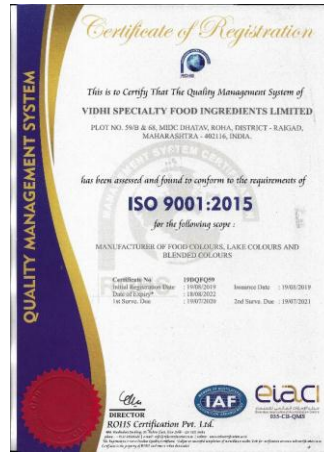 Certificate of Registration
This is to Certify That The Quality Management System of
VIDHI SPECIALTY FOOD INGREDIENTS LIMITED
PLOT NO. 59/B & 68, MIDC DHATAV, ROHA, DISTRICT - RAIGAD,
MAHARASHTRA - 402116, INDIA.
has been assessed and found to conform to the requirements of
ISO 9001:2015
for the following scope :
MANUFACTURER OF FOOD COLOURS, LAKE COLOURS AND
BLENDED COLOURS
Certificate No : 19DQFQ59
Initial Registration Date : 19/08/2019 Issuance Date : 19/08/2019
Date of Expiry* : 18/08/2022
1st Surve. Due : 19/07/2020 2nd Surve. Due : 19/07/2021
QUALITY MANAGEMENT SYSTEM
DIRECTOR
ROHS Certification Pvt. Ltd.
IAF
eiaci
035-CB-QMS